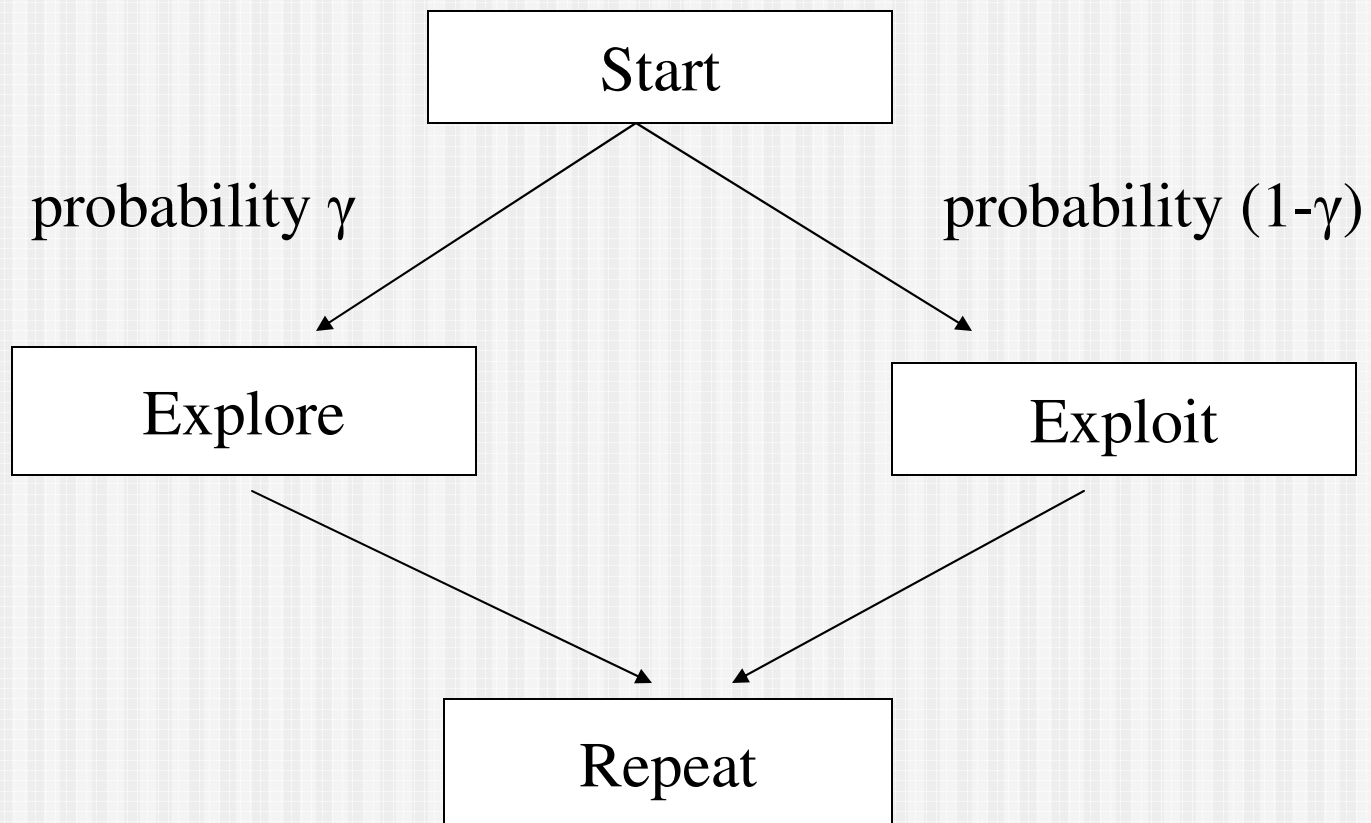 Start
probability γ
probability (1-γ)
Explore
Exploit
Repeat